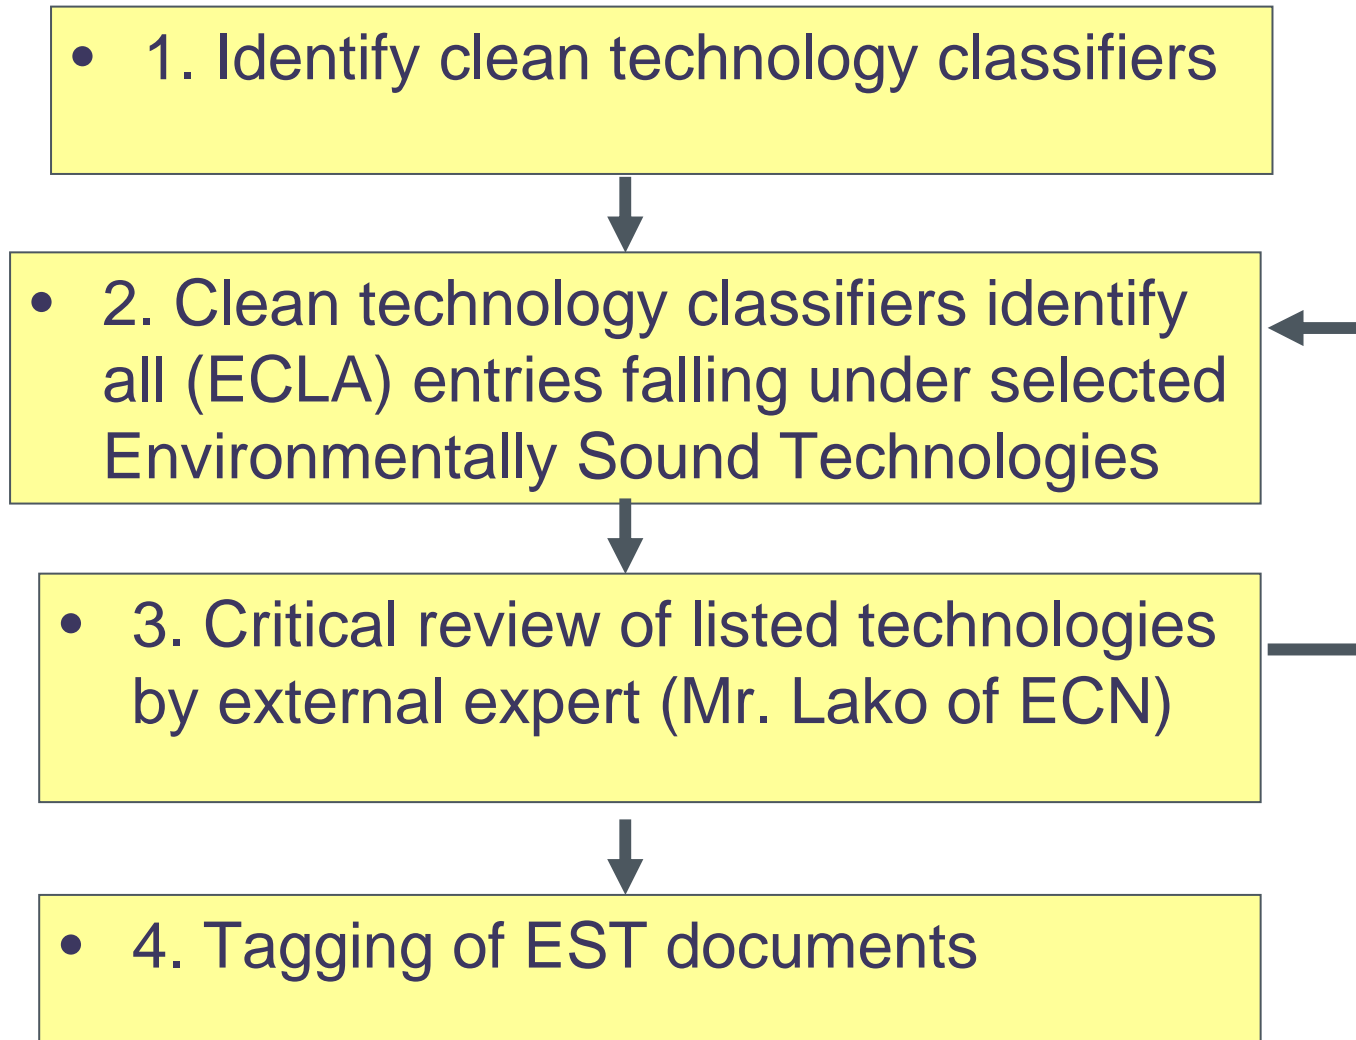 • 1. Identify clean technology classifiers
• 2. Clean technology classifiers identify
all (ECLA) entries falling under selected
Environmentally Sound Technologies
• 3. Critical review of listed technologies
by external expert (Mr. Lako of ECN)
• 4. Tagging of EST documents